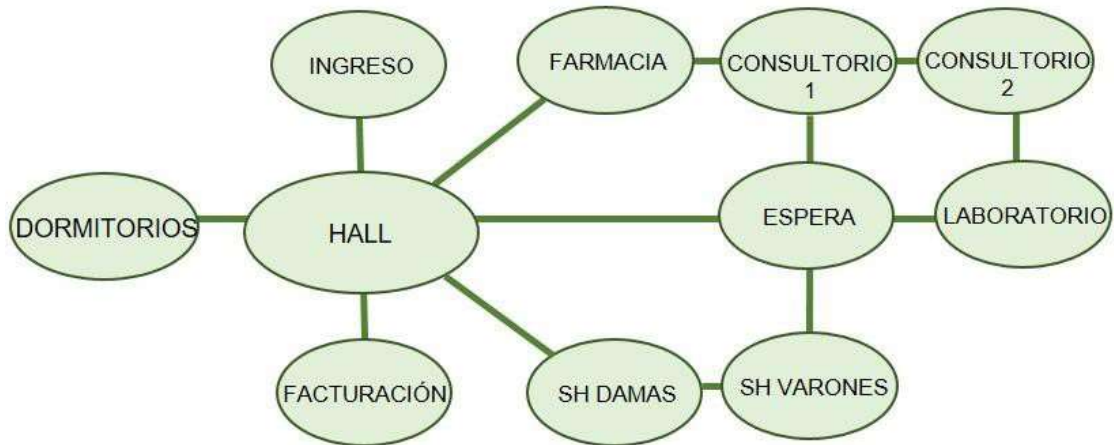 INGRESO
FARMACIA
CONSULTORIO
1
CONSULTORIO
2
DORMITORIOS
HALL
ESPERA
LABORATORIO
FACTURACIÓN
SH DAMAS
SH VARONES